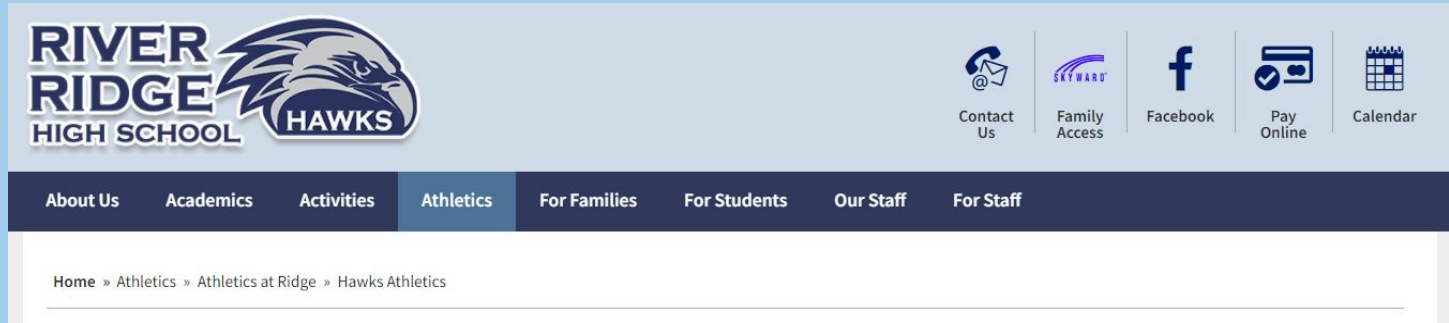 RIVER
RIDGE
HIGH SCHOOL
HAWKS
@
Contact
Us
SKYWARD
Family
Access
f
Facebook
Pay
Online
Calendar
About Us Academics Activities Athletics For Families For Students Our Staff For Staff
Home » Athletics » Athletics at Ridge » Hawks Athletics